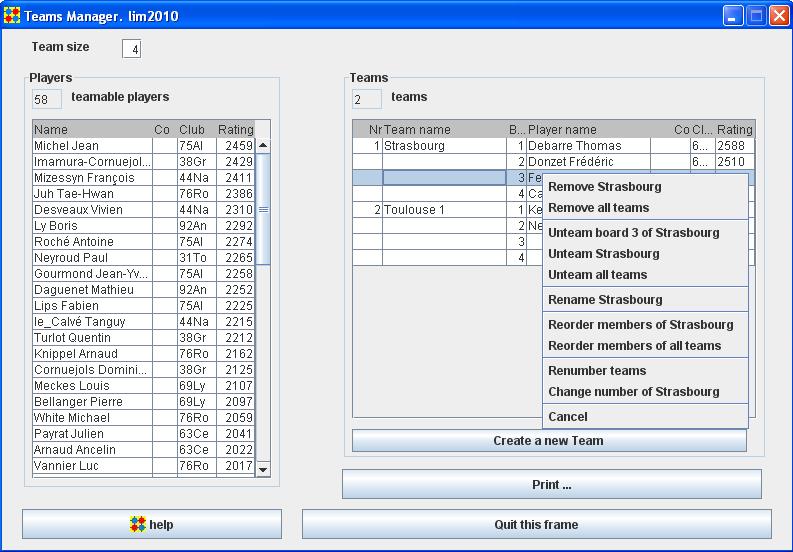 Teams Manager. lim2010
Team size 4
Players
58 teamable players
Name Co Club Rating
Michel Jean 75Al 2459
Imamura-Cornuejol... 38Gr 2429
Mizessyn François 44Na 2411
Juh Tae-Hwan 76Ro 2386
Desveaux Vivien 44Na 2310
Ly Boris 92An 2292
Roché Antoine 75Al 2274
Neyroud Paul 31To 2265
Gourmond Jean-Yv... 75Al 2258
Daguenet Mathieu 92An 2252
Lips Fabien 75Al 2225
le_Calvé Tanguy 44Na 2215
Turlot Quentin 38Gr 2212
Knippel Arnaud 76Ro 2162
Cornuejols Domini... 38Gr 2125
Meckes Louis 69Ly 2107
Bellanger Pierre 69Ly 2097
White Michael 76Ro 2059
Payrat Julien 63Ce 2041
Arnaud Ancelin 63Ce 2022
Vannier Luc 76Ro 2017
Teams
2 teams
Nr Team name B... Player name Co Cl... Rating
1 Strasbourg 1 Debarre Thomas 6... 2588
2 Donzet Frédéric 6... 2510
3 Fe
4 Ca
2 Toulouse 1 1 Ke
2 Ne
3
4
Remove Strasbourg
Remove all teams
Unteam board 3 of Strasbourg
Unteam Strasbourg
Unteam all teams
Rename Strasbourg
Reorder members of Strasbourg
Reorder members of all teams
Renumber teams
Change number of Strasbourg
Cancel
Create a new Team
Print ...
help
Quit this frame